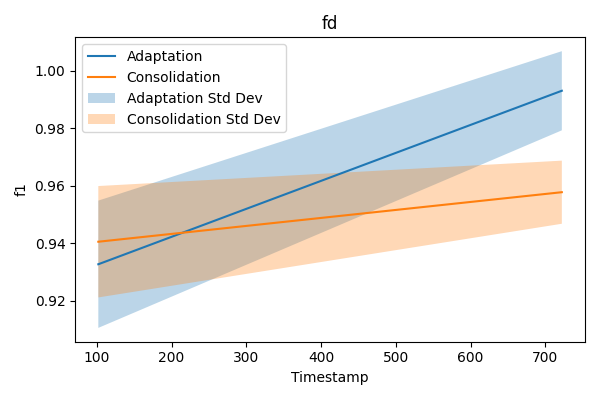 fd
Adaptation
Consolidation
Adaptation Std Dev
Consolidation Std Dev
1.00
0.98
0.96
0.94
0.92
f1
100 200 300 400 500 600 700
Timestamp